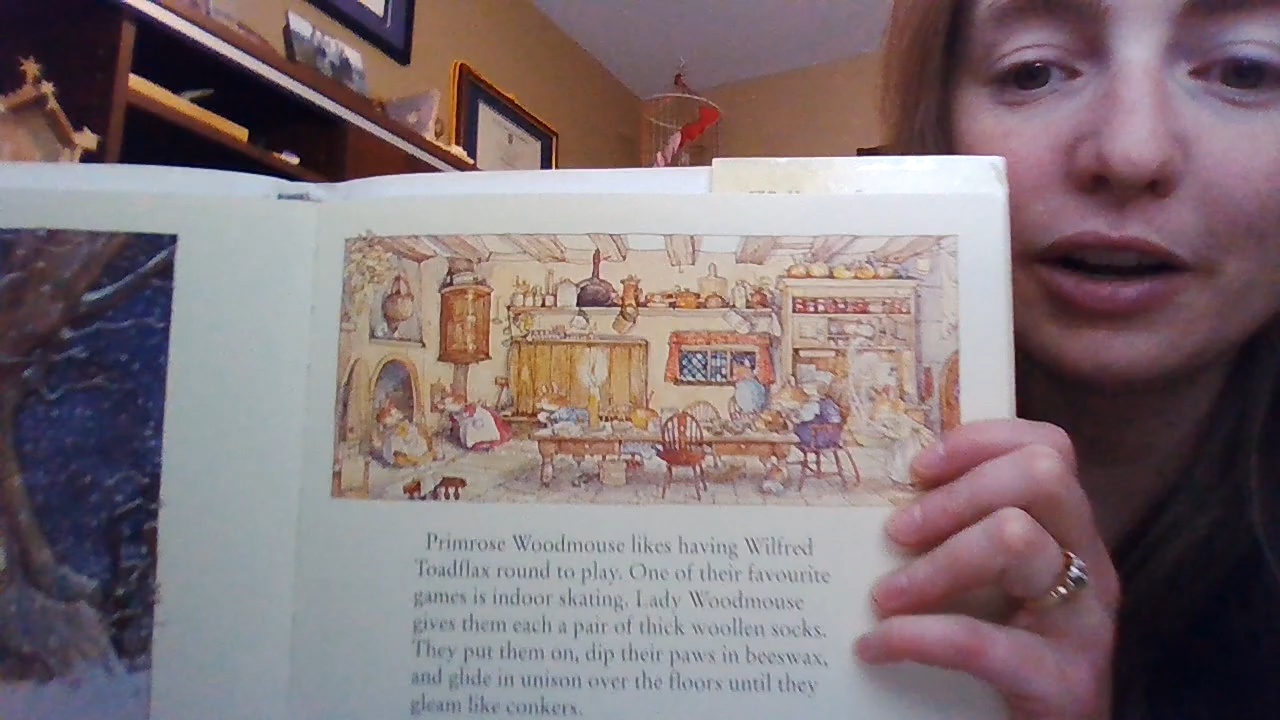 Primrose Woodmouse likes having Wilfred
Toadflax round to play. One of their favourite
games is indoor skating. Lady Woodmouse
gives them each a pair of thick woollen socks.
They put them on, dip their paws in beeswax,
and glide in unison over the floors until they
gleam like conkers.